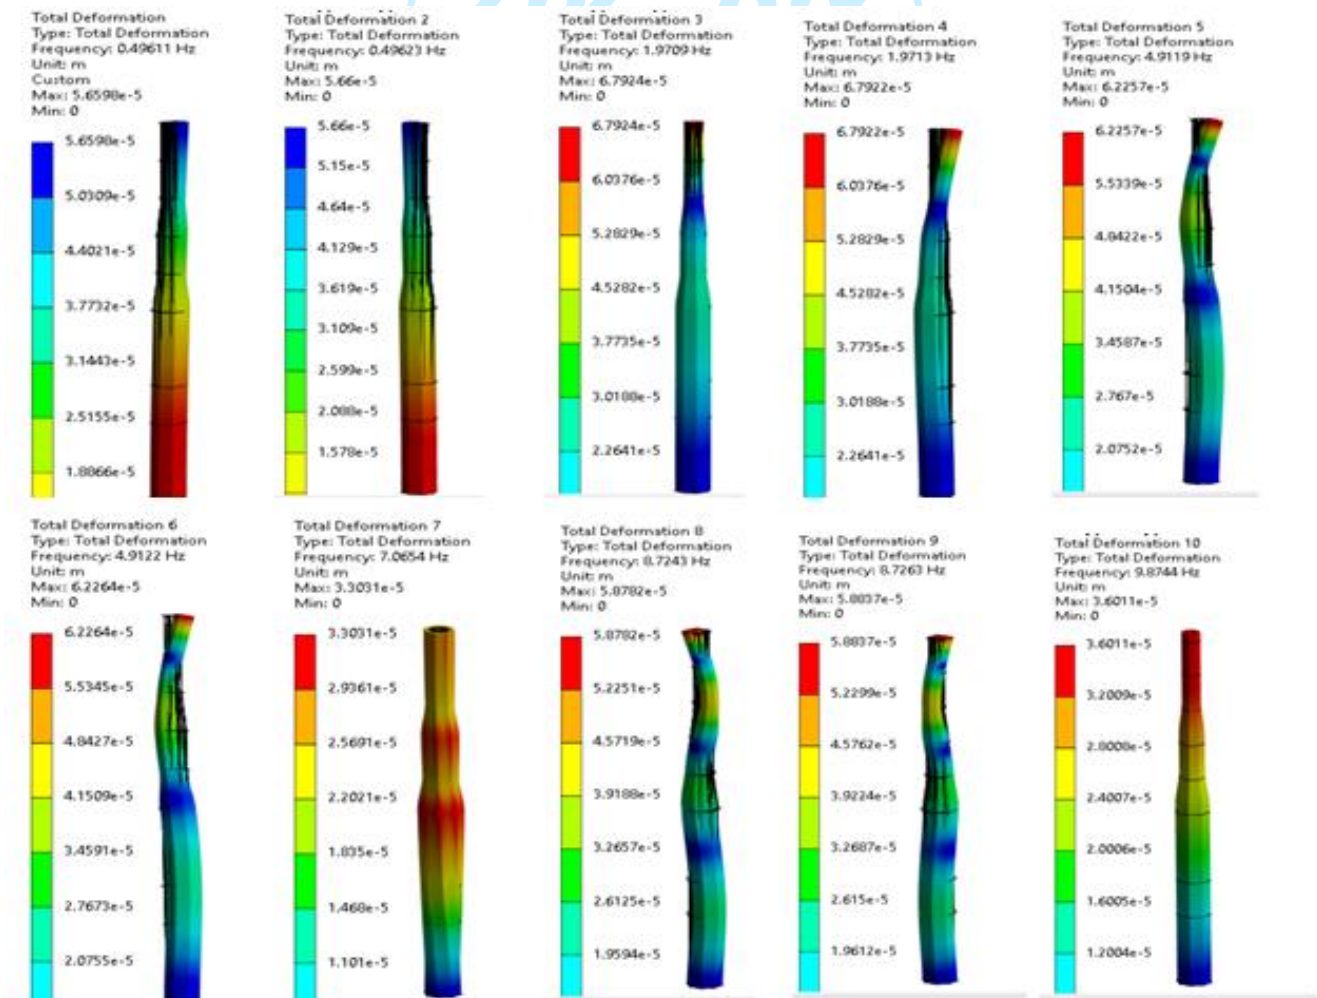 Total Deformation
Type: Total Deformation
Frequency: 0.49611 Hz
Unit: m
Custom
Max: 5.6598e-5
Min: 0
5.6598e-5
5.0309e-5
4.4021e-5
3.7732e-5
3.1443e-5
2.5155e-5
1.8866e-5
Total Deformation 2
Type: Total Deformation
Frequency: 0.49623 Hz
Unit: m
Max: 5.66e-5
Min: 0
5.66e-5
5.15e-5
4.64e-5
4.129e-5
3.619e-5
3.109e-5
2.599e-5
2.088e-5
1.578e-5
Total Deformation 3
Type: Total Deformation
Frequency: 1.9709 Hz
Unit: m
Max: 6.7924e-5
Min: 0
6.7924e-5
6.0376e-5
5.2829e-5
4.5282e-5
3.7735e-5
3.0188e-5
2.2641e-5
Total Deformation 4
Type: Total Deformation
Frequency: 1.9713 Hz
Unit: m
Max: 6.7922e-5
Min: 0
6.7922e-5
6.0376e-5
5.2829e-5
4.5282e-5
3.7735e-5
3.0188e-5
2.2641e-5
Total Deformation 5
Type: Total Deformation
Frequency: 4.9119 Hz
Unit: m
Max: 6.2257e-5
Min: 0
6.2257e-5
5.5339e-5
4.8422e-5
4.1504e-5
3.4587e-5
2.767e-5
2.0752e-5
Total Deformation 6
Type: Total Deformation
Frequency: 4.9122 Hz
Unit: m
Max: 6.2264e-5
Min: 0
6.2264e-5
5.5345e-5
4.8427e-5
4.1509e-5
3.4591e-5
2.7673e-5
2.0755e-5
Total Deformation 7
Type: Total Deformation
Frequency: 7.0654 Hz
Unit: m
Max: 3.3031e-5
Min: 0
3.3031e-5
2.9361e-5
2.5691e-5
2.2021e-5
1.835e-5
1.468e-5
1.101e-5
Total Deformation 8
Type: Total Deformation
Frequency: 8.7243 Hz
Unit: m
Max: 5.8782e-5
Min: 0
5.8782e-5
5.2251e-5
4.5719e-5
3.9188e-5
3.2657e-5
2.6125e-5
1.9594e-5
Total Deformation 9
Type: Total Deformation
Frequency: 8.7263 Hz
Unit: m
Max: 5.8837e-5
Min: 0
5.8837e-5
5.2299e-5
4.5762e-5
3.9224e-5
3.2687e-5
2.615e-5
1.9612e-5
Total Deformation 10
Type: Total Deformation
Frequency: 9.8744 Hz
Unit: m
Max: 3.6011e-5
Min: 0
3.6011e-5
3.2009e-5
2.8008e-5
2.4007e-5
2.0006e-5
1.6005e-5
1.2004e-5